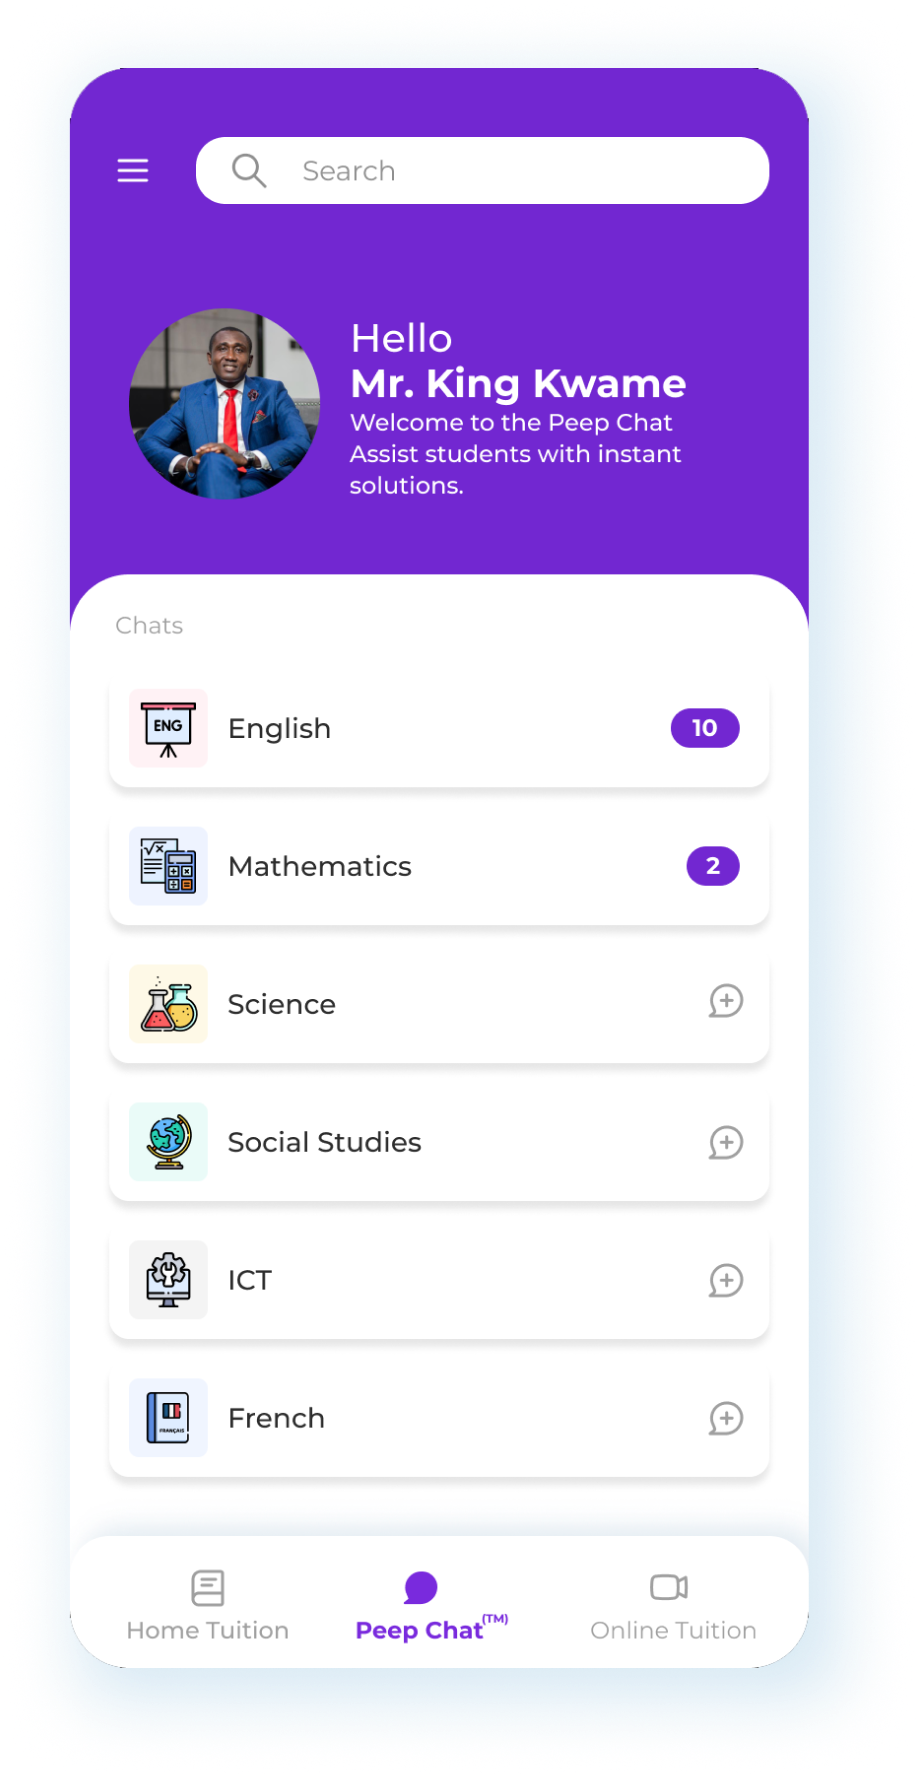 Search
Hello
Mr. King Kwame
Welcome to the Peep Chat
Assist students with instant
solutions.
Chats
ENG
English
10
√x
Mathematics
2
Science
Social Studies
ICT
FRANÇAIS
French
Home Tuition
Peep Chat(TM)
Online Tuition